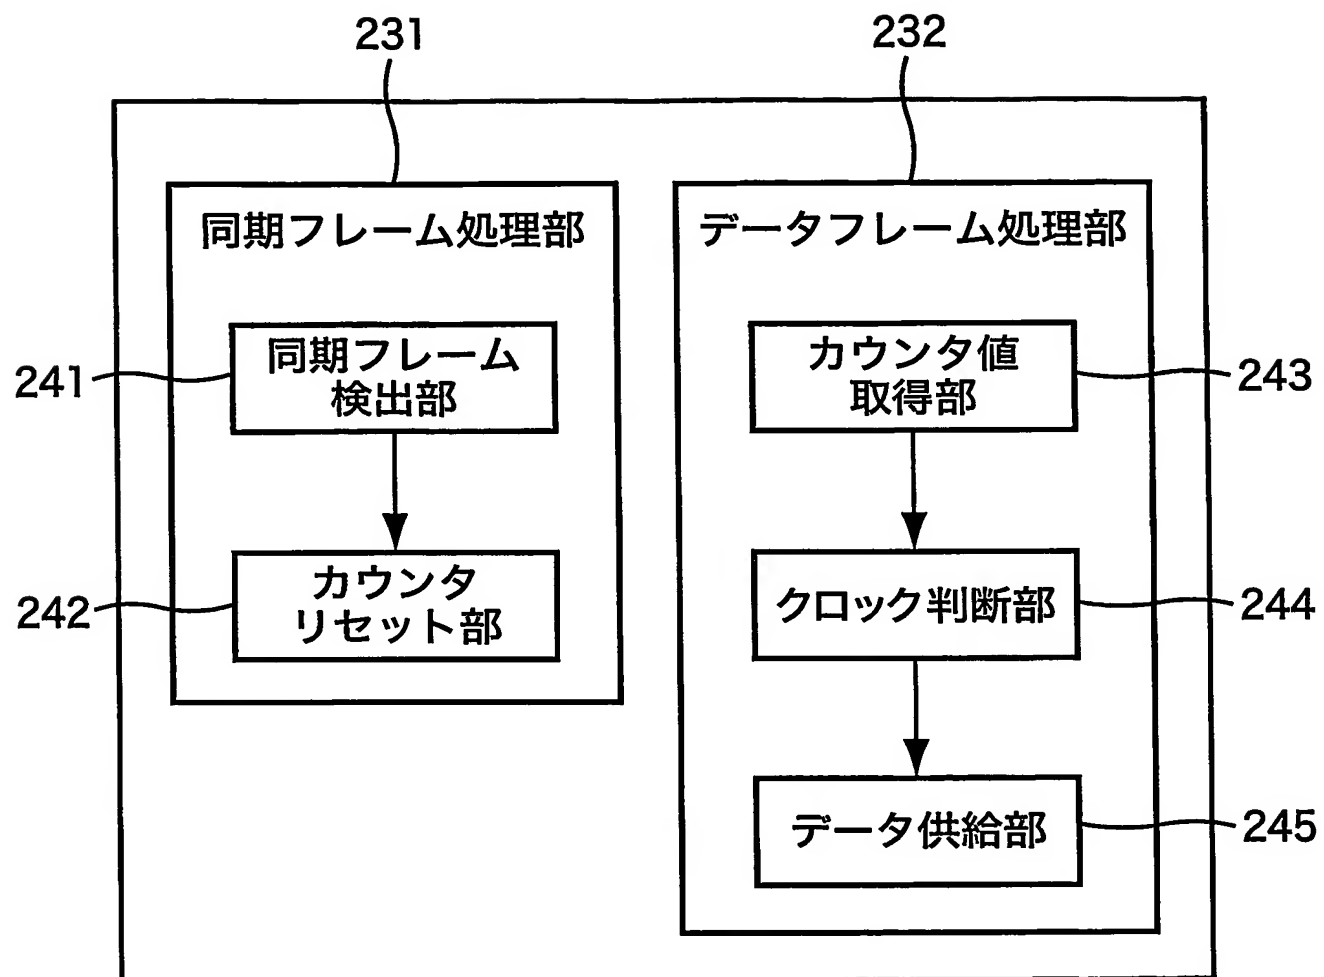 231
232
同期フレーム処理部
データフレーム処理部
241
同期フレーム
検出部
カウンタ値
取得部
243
242
カウンタ
リセット部
クロック判断部
244
データ供給部
245